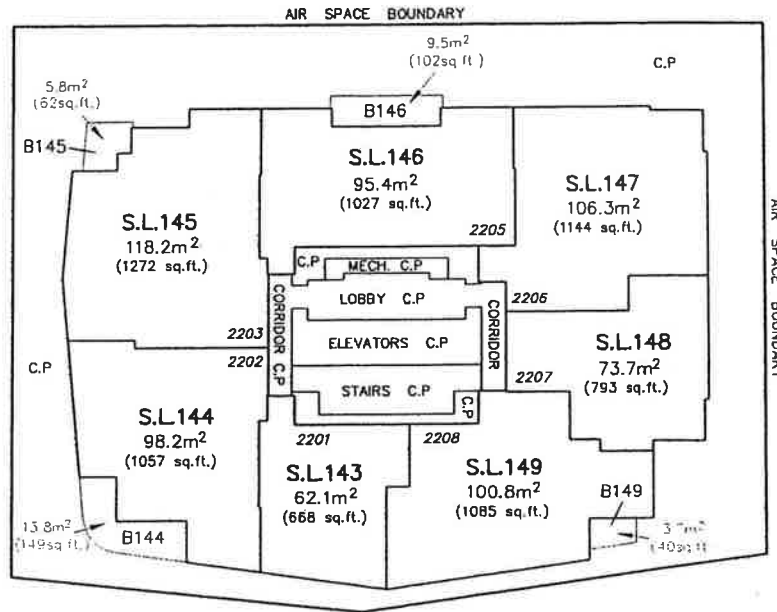 AIR SPACE BOUNDARY
9.5m²
(102sq.ft.)
C.P
5.8m²
(62sq.ft.)
B146
B145
S.L.146
95.4m²
(1027 sq.ft.)
S.L.147
106.3m²
(1144 sq.ft.)
S.L.145
118.2m²
(1272 sq.ft.)
AIR SPACE BOUNDARY
2205
C.P
MECH. C.P
LOBBY C.P
CORRIDOR C.P
CORRIDOR
2206
ELEVATORS C.P
2203
2202
S.L.148
73.7m²
(793 sq.ft.)
2207
C.P
STAIRS C.P
C.P
S.L.144
98.2m²
(1057 sq.ft.)
2201
2208
S.L.143
62.1m²
(668 sq.ft.)
S.L.149
100.8m²
(1085 sq.ft.)
B149
13.8m²
(149sq.ft.)
B144
(40sq.ft